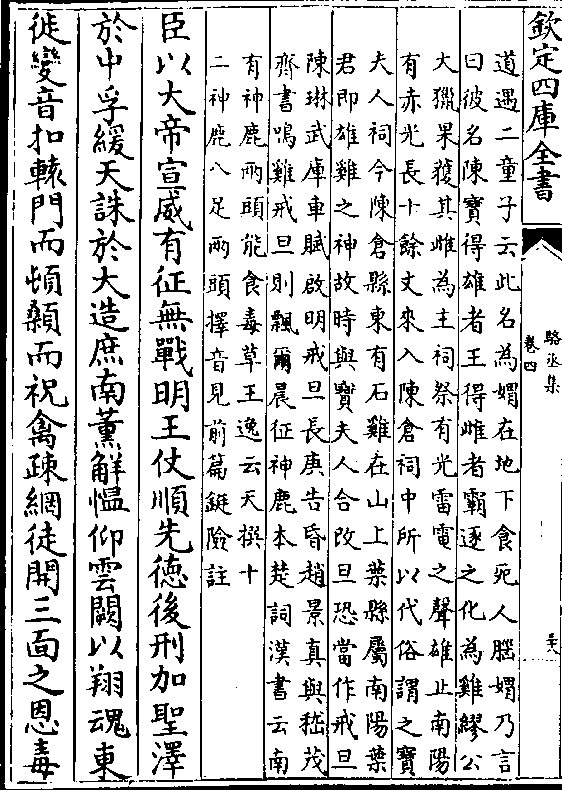 欽定四庫全書
駱丞集
卷四
三六
道遇二童子云此名為媦在地下食死人腦媦乃言
曰彼名陳寶得雄者王得雌者霸逐之化為雞繆公
大獵果獲其雌為主祠祭有光雷電之聲雄止南陽
有赤光長十餘丈來入陳倉祠中所以代俗謂之寶
夫人祠今陳倉縣東有石雞在山上葉縣屬南陽葉
君即雄雞之神故時與寶夫人合改旦恐當作戒旦
陳琳武庫車賦啟明戒旦長庚告昏趙景真與嵇茂
齊書鳴雞戒旦則飄爾晨征神鹿本楚詞漢書云南
有神鹿兩頭能食毒草王逸云天撰十
二神鹿八足兩頭擇音見前篇鋌險註
臣以大帝宣威有征無戰明王仗順先徳後刑加聖澤
於中孚緩天誅於大造庶南薫解愠仰雲闕以翔魂東
徙變音扣轅門而頓顙而祝禽疎網徒開三面之恩毒